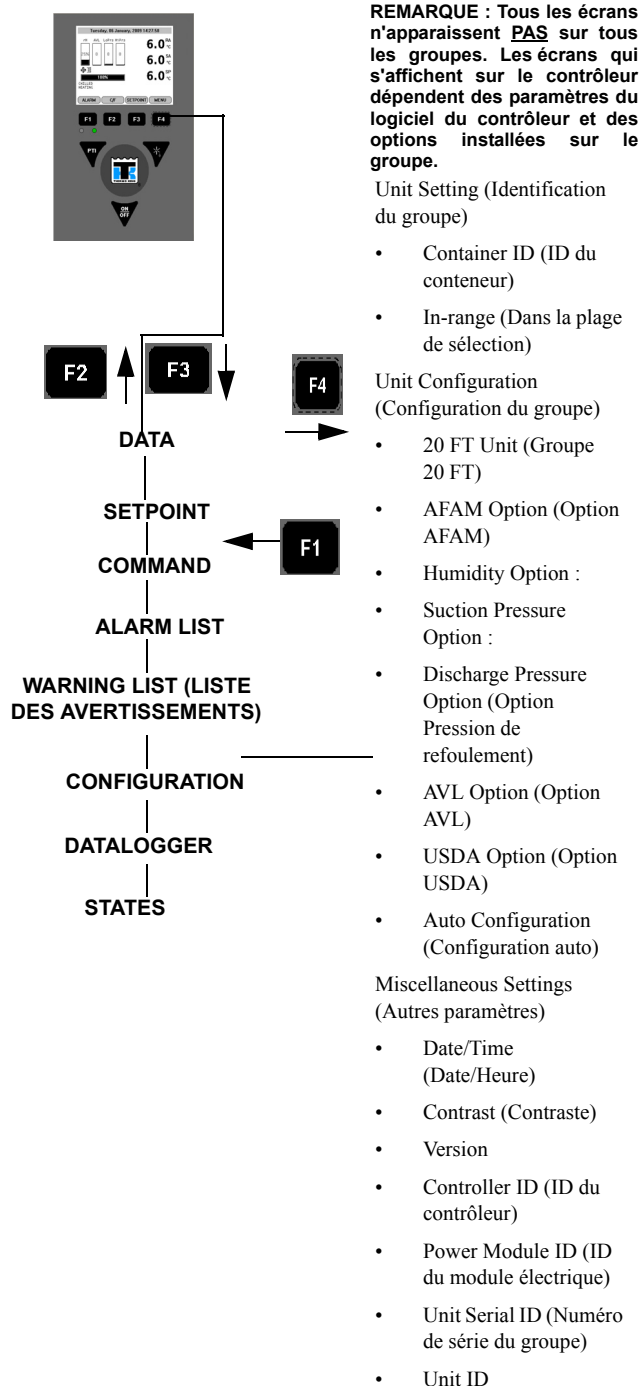 Tuesday, 06 January, 2009 14:27:58
6.0 °C
6.0 °C
6.0 °C
100%
CHILLED
HEATING
ALARM C/F SETPOINT MENU
F1 F2 F3 F4
PTI
ON
OFF
F2 F3
F4
DATA
SETPOINT
F1
COMMAND
ALARM LIST
WARNING LIST (LISTE
DES AVERTISSEMENTS)
CONFIGURATION
DATALOGGER
STATES
REMARQUE : Tous les écrans
n'apparaissent PAS sur tous
les groupes. Les écrans qui
s'affichent sur le contrôleur
dépendent des paramètres du
logiciel du contrôleur et des
options installées sur le
groupe.
Unit Setting (Identification
du groupe)
• Container ID (ID du
conteneur)
• In-range (Dans la plage
de sélection)
Unit Configuration
(Configuration du groupe)
• 20 FT Unit (Groupe
20 FT)
• AFAM Option (Option
AFAM)
• Humidity Option :
• Suction Pressure
Option :
• Discharge Pressure
Option (Option
Pression de
refoulement)
• AVL Option (Option
AVL)
• USDA Option (Option
USDA)
• Auto Configuration
(Configuration auto)
Miscellaneous Settings
(Autres paramètres)
• Date/Time
(Date/Heure)
• Contrast (Contraste)
• Version
• Controller ID (ID du
contrôleur)
• Power Module ID (ID
du module électrique)
• Unit Serial ID (Numéro
de série du groupe)
• Unit ID